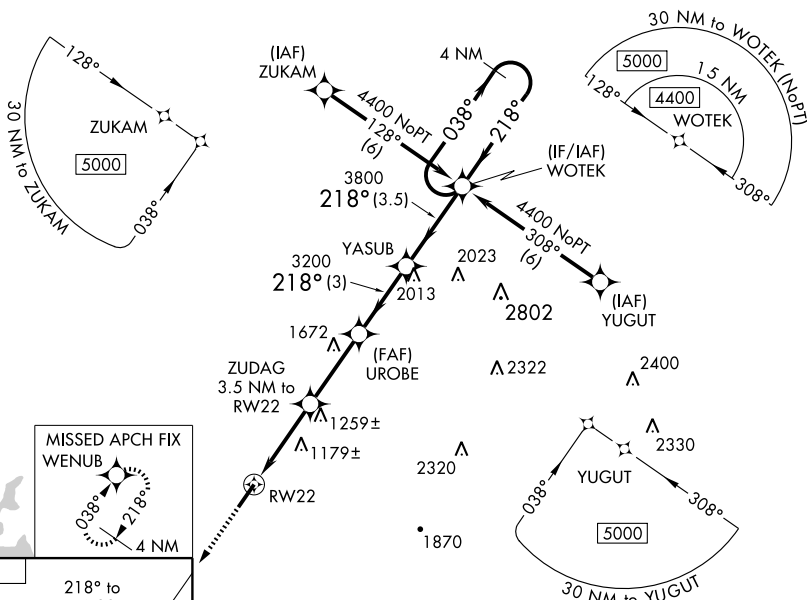 128°
ZUKAM
5000
038°
30 NM to ZUKAM
(IAF)
ZUKAM
4400 NoPT
128°
(6)
4 NM
038°
218°
(IF/IAF)
WOTEK
30 NM to WOTEK (NoPT)
5000
15 NM
4400
128°
WOTEK
308°
3800
218° (3.5)
4400 NoPT
308°
(6)
YASUB
2023
(IAF)
YUGUT
3200
218° (3)
2013
2802
1672
(FAF)
UROBE
2322
2400
ZUDAG
3.5 NM to
RW22
1259±
1179±
2330
2320
RW22
1870
MISSED APCH FIX
WENUB
038°
218°
4 NM
YUGUT
038°
308°
5000
30 NM to YUGUT
218° to